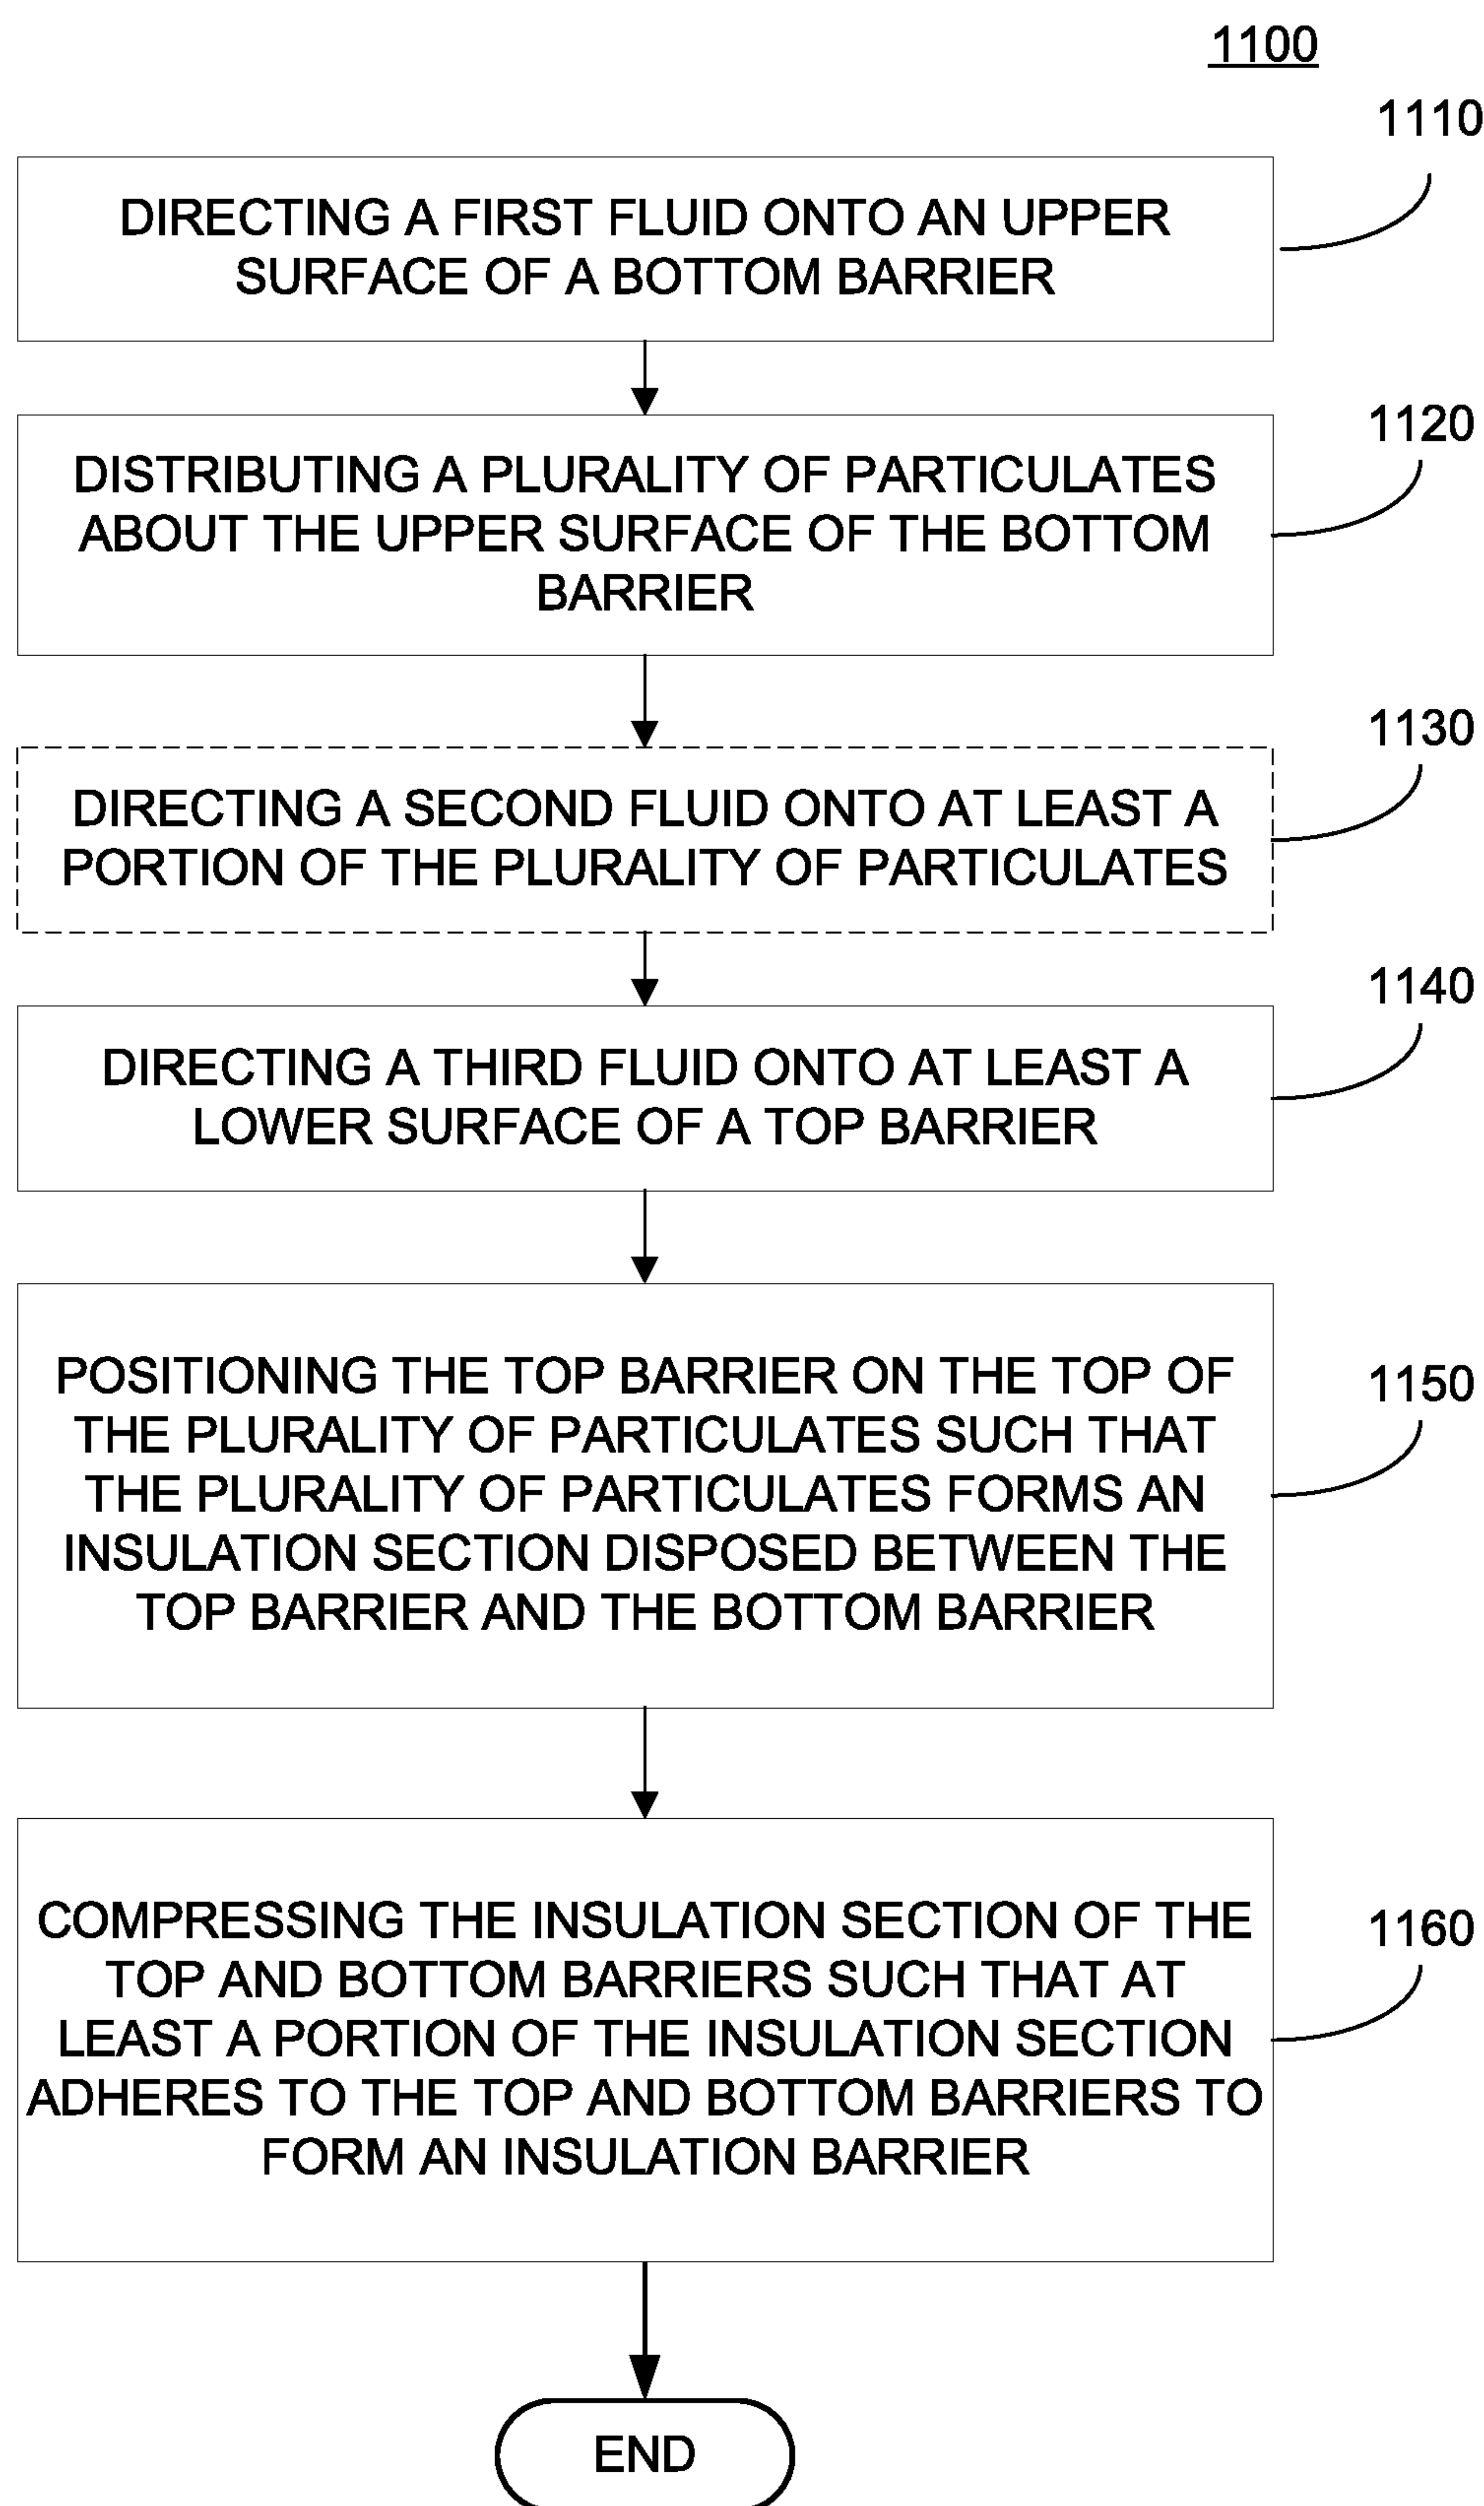 1100
1110
DIRECTING A FIRST FLUID ONTO AN UPPER
SURFACE OF A BOTTOM BARRIER
1120
DISTRIBUTING A PLURALITY OF PARTICULATES
ABOUT THE UPPER SURFACE OF THE BOTTOM
BARRIER
1130
DIRECTING A SECOND FLUID ONTO AT LEAST A
PORTION OF THE PLURALITY OF PARTICULATES
1140
DIRECTING A THIRD FLUID ONTO AT LEAST A
LOWER SURFACE OF A TOP BARRIER
1150
POSITIONING THE TOP BARRIER ON THE TOP OF
THE PLURALITY OF PARTICULATES SUCH THAT
THE PLURALITY OF PARTICULATES FORMS AN
INSULATION SECTION DISPOSED BETWEEN THE
TOP BARRIER AND THE BOTTOM BARRIER
1160
COMPRESSING THE INSULATION SECTION OF THE
TOP AND BOTTOM BARRIERS SUCH THAT AT
LEAST A PORTION OF THE INSULATION SECTION
ADHERES TO THE TOP AND BOTTOM BARRIERS TO
FORM AN INSULATION BARRIER
END